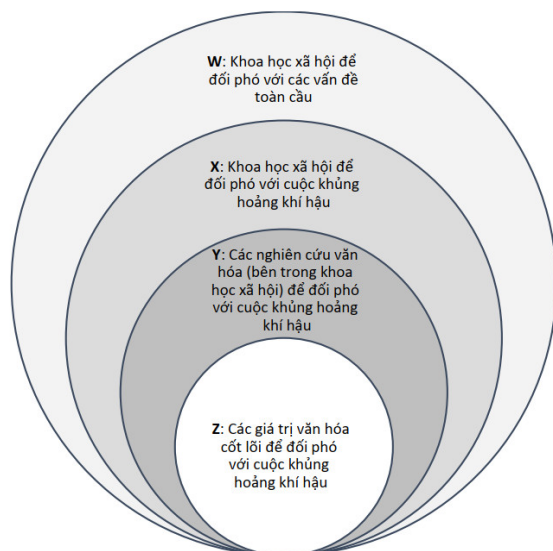 W: Khoa học xã hội để
đối phó với các vấn đề
toàn cầu
X: Khoa học xã hội để
đối phó với cuộc khủng
hoảng khí hậu
Y: Các nghiên cứu văn
hóa (bên trong khoa
học xã hội) để đối phó
với cuộc khủng hoảng
khí hậu
Z: Các giá trị văn hóa
cốt lõi để đối phó
với cuộc khủng
hoảng khí hậu